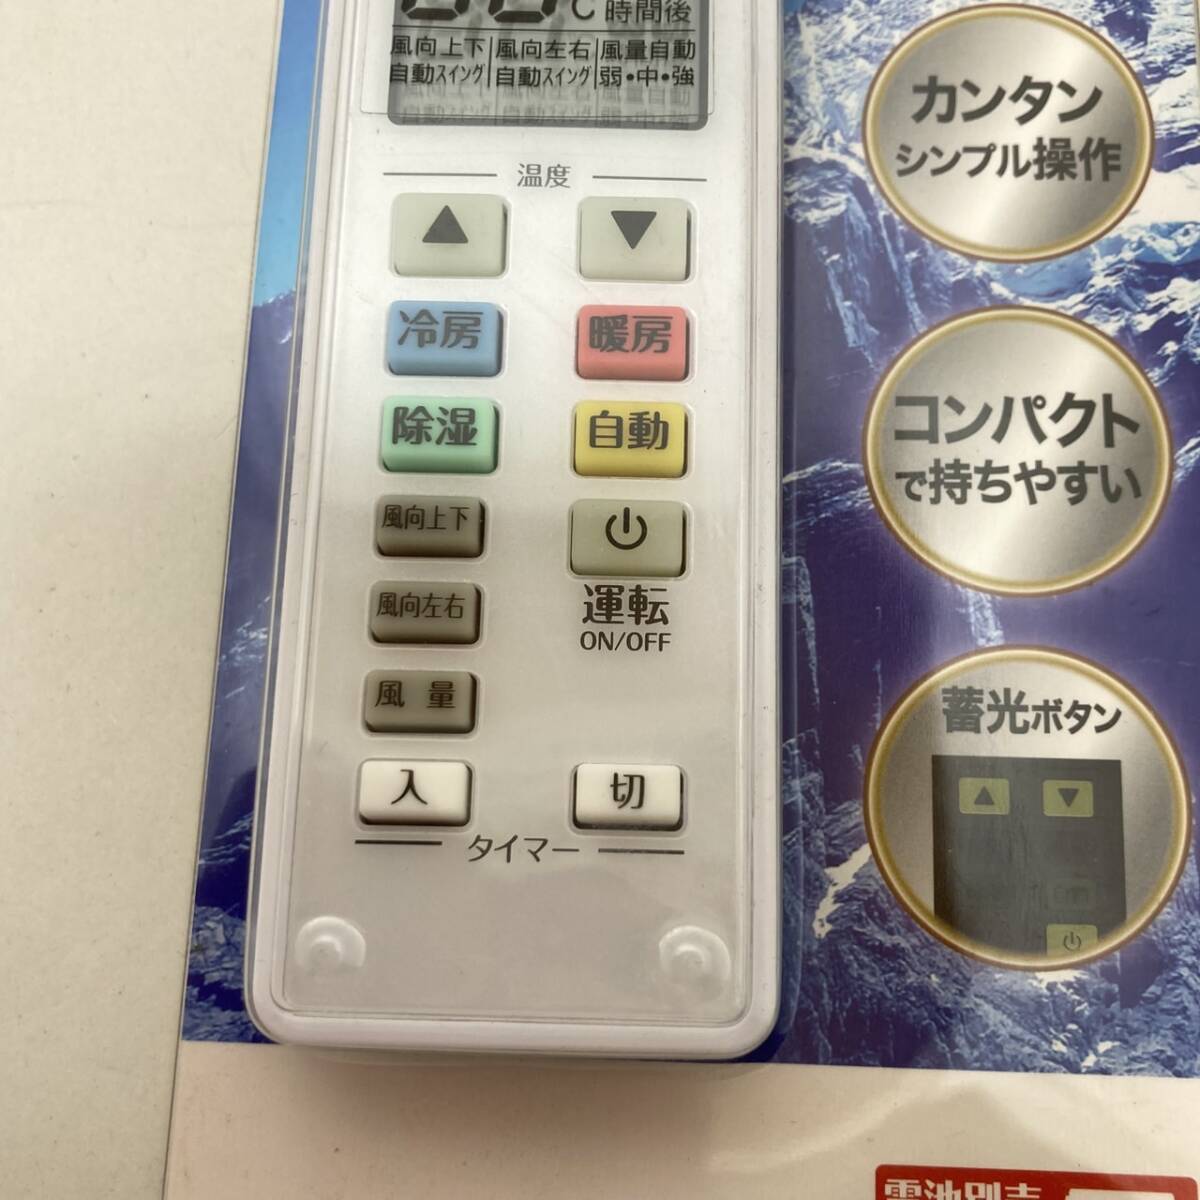 ℃ 時間後
風向上下 風向左右 風量自動
自動スイング 自動スイング 弱・中・強
温度
▲ ▼
冷房 暖房
除湿 自動
風向上下
運転
ON/OFF
風向左右
風量
入 切
タイマー
カンタン
シンプル操作
コンパクト
で持ちやすい
蓄光ボタン
▲ ▼
電池別売